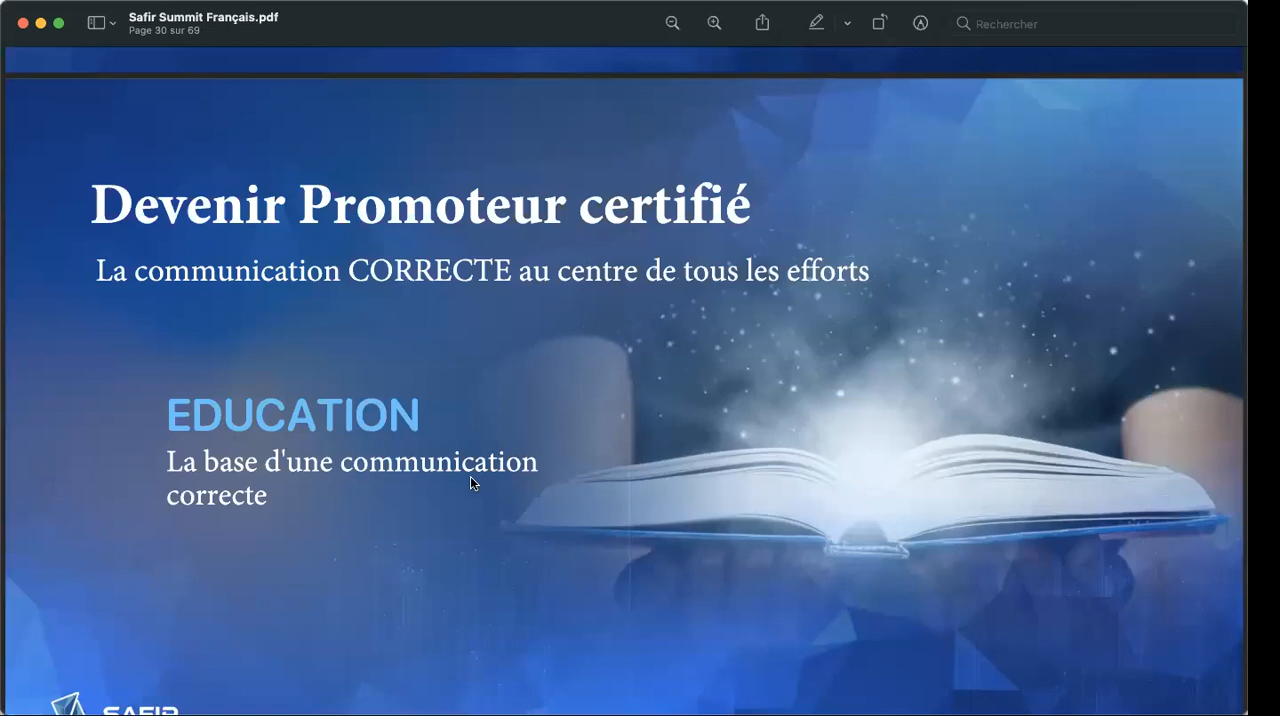 Safir Summit Français.pdf
Page 30 sur 69
Rechercher
Devenir Promoteur certifié
La communication CORRECTE au centre de tous les efforts
EDUCATION
La base d'une communication
correcte
SAFIR